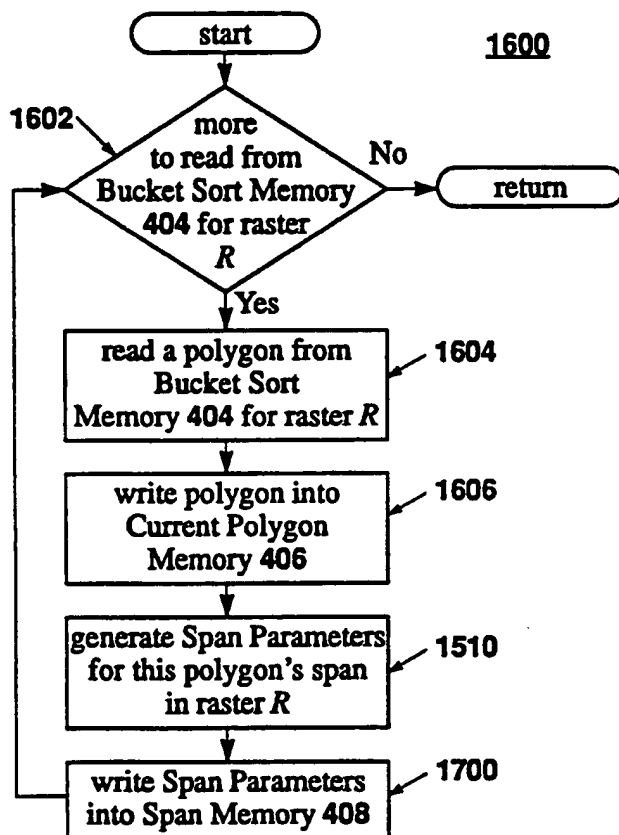 start
1600
1602
more
to read from
Bucket Sort Memory
404 for raster
R
No
return
Yes
read a polygon from
Bucket Sort
Memory 404 for raster R
1604
write polygon into
Current Polygon
Memory 406
1606
generate Span Parameters
for this polygon's span
in raster R
1510
write Span Parameters
into Span Memory 408
1700